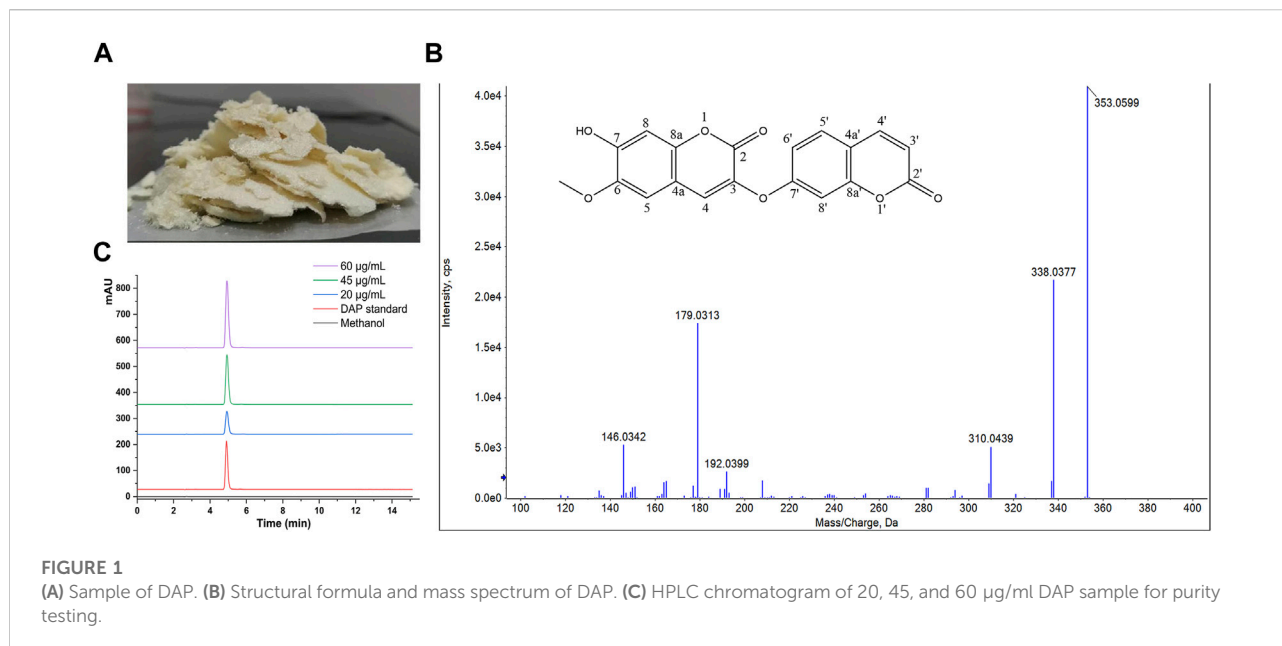 A
B
C
60 µg/mL
45 µg/mL
20 µg/mL
DAP standard
Methanol
mAU
800
700
600
500
400
300
200
100
0
0 2 4 6 8 10 12 14
Time (min)
Intensity, cps
4.0e4
3.5e4
3.0e4
2.5e4
2.0e4
1.5e4
1.0e4
5.0e3
0.0e0
353.0599
338.0377
179.0313
146.0342
192.0399
310.0439
HO
7
8
8a
1
O
2
O
O
6
5
4a
4
3
O
7'
6'
5'
4a'
4'
3'
2'
O
1'
O
8a'
8'
100 120 140 160 180 200 220 240 260 280 300 320 340 360 380 400
Mass/Charge, Da
FIGURE 1
(A) Sample of DAP. (B) Structural formula and mass spectrum of DAP. (C) HPLC chromatogram of 20, 45, and 60 µg/ml DAP sample for purity
testing.